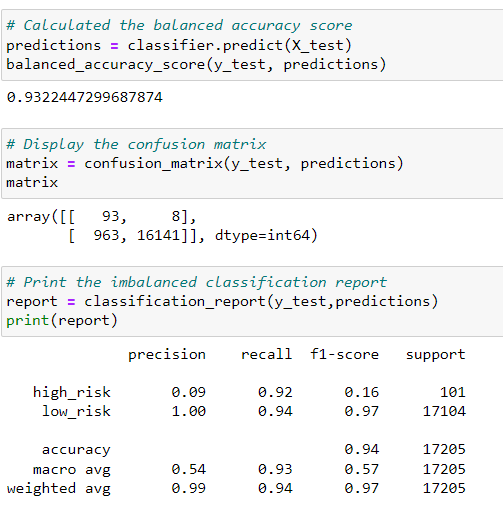 # Calculated the balanced accuracy score
predictions = classifier.predict(X_test)
balanced_accuracy_score(y_test, predictions)
0.9322447299687874
# Display the confusion matrix
matrix = confusion_matrix(y_test, predictions)
matrix
array([[   93,     8],
       [  963, 16141]], dtype=int64)
# Print the imbalanced classification report
report = classification_report(y_test,predictions)
print(report)
              precision    recall  f1-score   support
   high_risk       0.09      0.92      0.16       101
    low_risk       1.00      0.94      0.97     17104
    accuracy                           0.94     17205
   macro avg       0.54      0.93      0.57     17205
weighted avg       0.99      0.94      0.97     17205